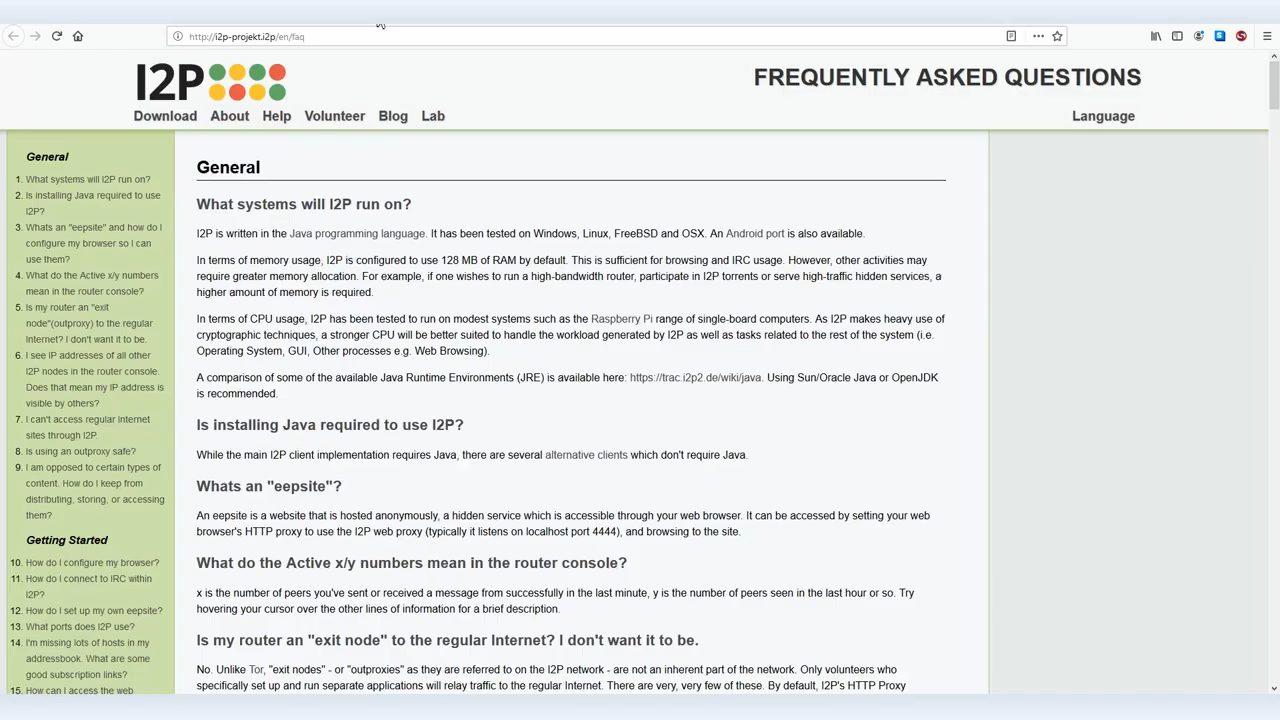 http://i2p-projekt.i2p/en/faq
I2P
FREQUENTLY ASKED QUESTIONS
Download About Help Volunteer Blog Lab
Language
General
1. What systems will I2P run on?
2. Is installing Java required to use
I2P?
3. Whats an "eepsite" and how do I
configure my browser so I can
use them?
4. What do the Active x/y numbers
mean in the router console?
5. Is my router an "exit
node"(outproxy) to the regular
Internet? I don't want it to be.
6. I see IP addresses of all other
I2P nodes in the router console.
Does that mean my IP address is
visible by others?
7. I can't access regular Internet
sites through I2P.
8. Is using an outproxy safe?
9. I am opposed to certain types of
content. How do I keep from
distributing, storing, or accessing
them?
Getting Started
10. How do I configure my browser?
11. How do I connect to IRC within
I2P?
12. How do I set up my own eepsite?
13. What ports does I2P use?
14. I'm missing lots of hosts in my
addressbook. What are some
good subscription links?
15. How can I access the web
General
What systems will I2P run on?
I2P is written in the Java programming language. It has been tested on Windows, Linux, FreeBSD and OSX. An Android port is also available.
In terms of memory usage, I2P is configured to use 128 MB of RAM by default. This is sufficient for browsing and IRC usage. However, other activities may
require greater memory allocation. For example, if one wishes to run a high-bandwidth router, participate in I2P torrents or serve high-traffic hidden services, a
higher amount of memory is required.
In terms of CPU usage, I2P has been tested to run on modest systems such as the Raspberry Pi range of single-board computers. As I2P makes heavy use of
cryptographic techniques, a stronger CPU will be better suited to handle the workload generated by I2P as well as tasks related to the rest of the system (i.e.
Operating System, GUI, Other processes e.g. Web Browsing).
A comparison of some of the available Java Runtime Environments (JRE) is available here: https://trac.i2p2.de/wiki/java. Using Sun/Oracle Java or OpenJDK
is recommended.
Is installing Java required to use I2P?
While the main I2P client implementation requires Java, there are several alternative clients which don't require Java.
Whats an "eepsite"?
An eepsite is a website that is hosted anonymously, a hidden service which is accessible through your web browser. It can be accessed by setting your web
browser's HTTP proxy to use the I2P web proxy (typically it listens on localhost port 4444), and browsing to the site.
What do the Active x/y numbers mean in the router console?
x is the number of peers you've sent or received a message from successfully in the last minute, y is the number of peers seen in the last hour or so. Try
hovering your cursor over the other lines of information for a brief description.
Is my router an "exit node" to the regular Internet? I don't want it to be.
No. Unlike Tor, "exit nodes" - or "outproxies" as they are referred to on the I2P network - are not an inherent part of the network. Only volunteers who
specifically set up and run separate applications will relay traffic to the regular Internet. There are very, very few of these. By default, I2P's HTTP Proxy